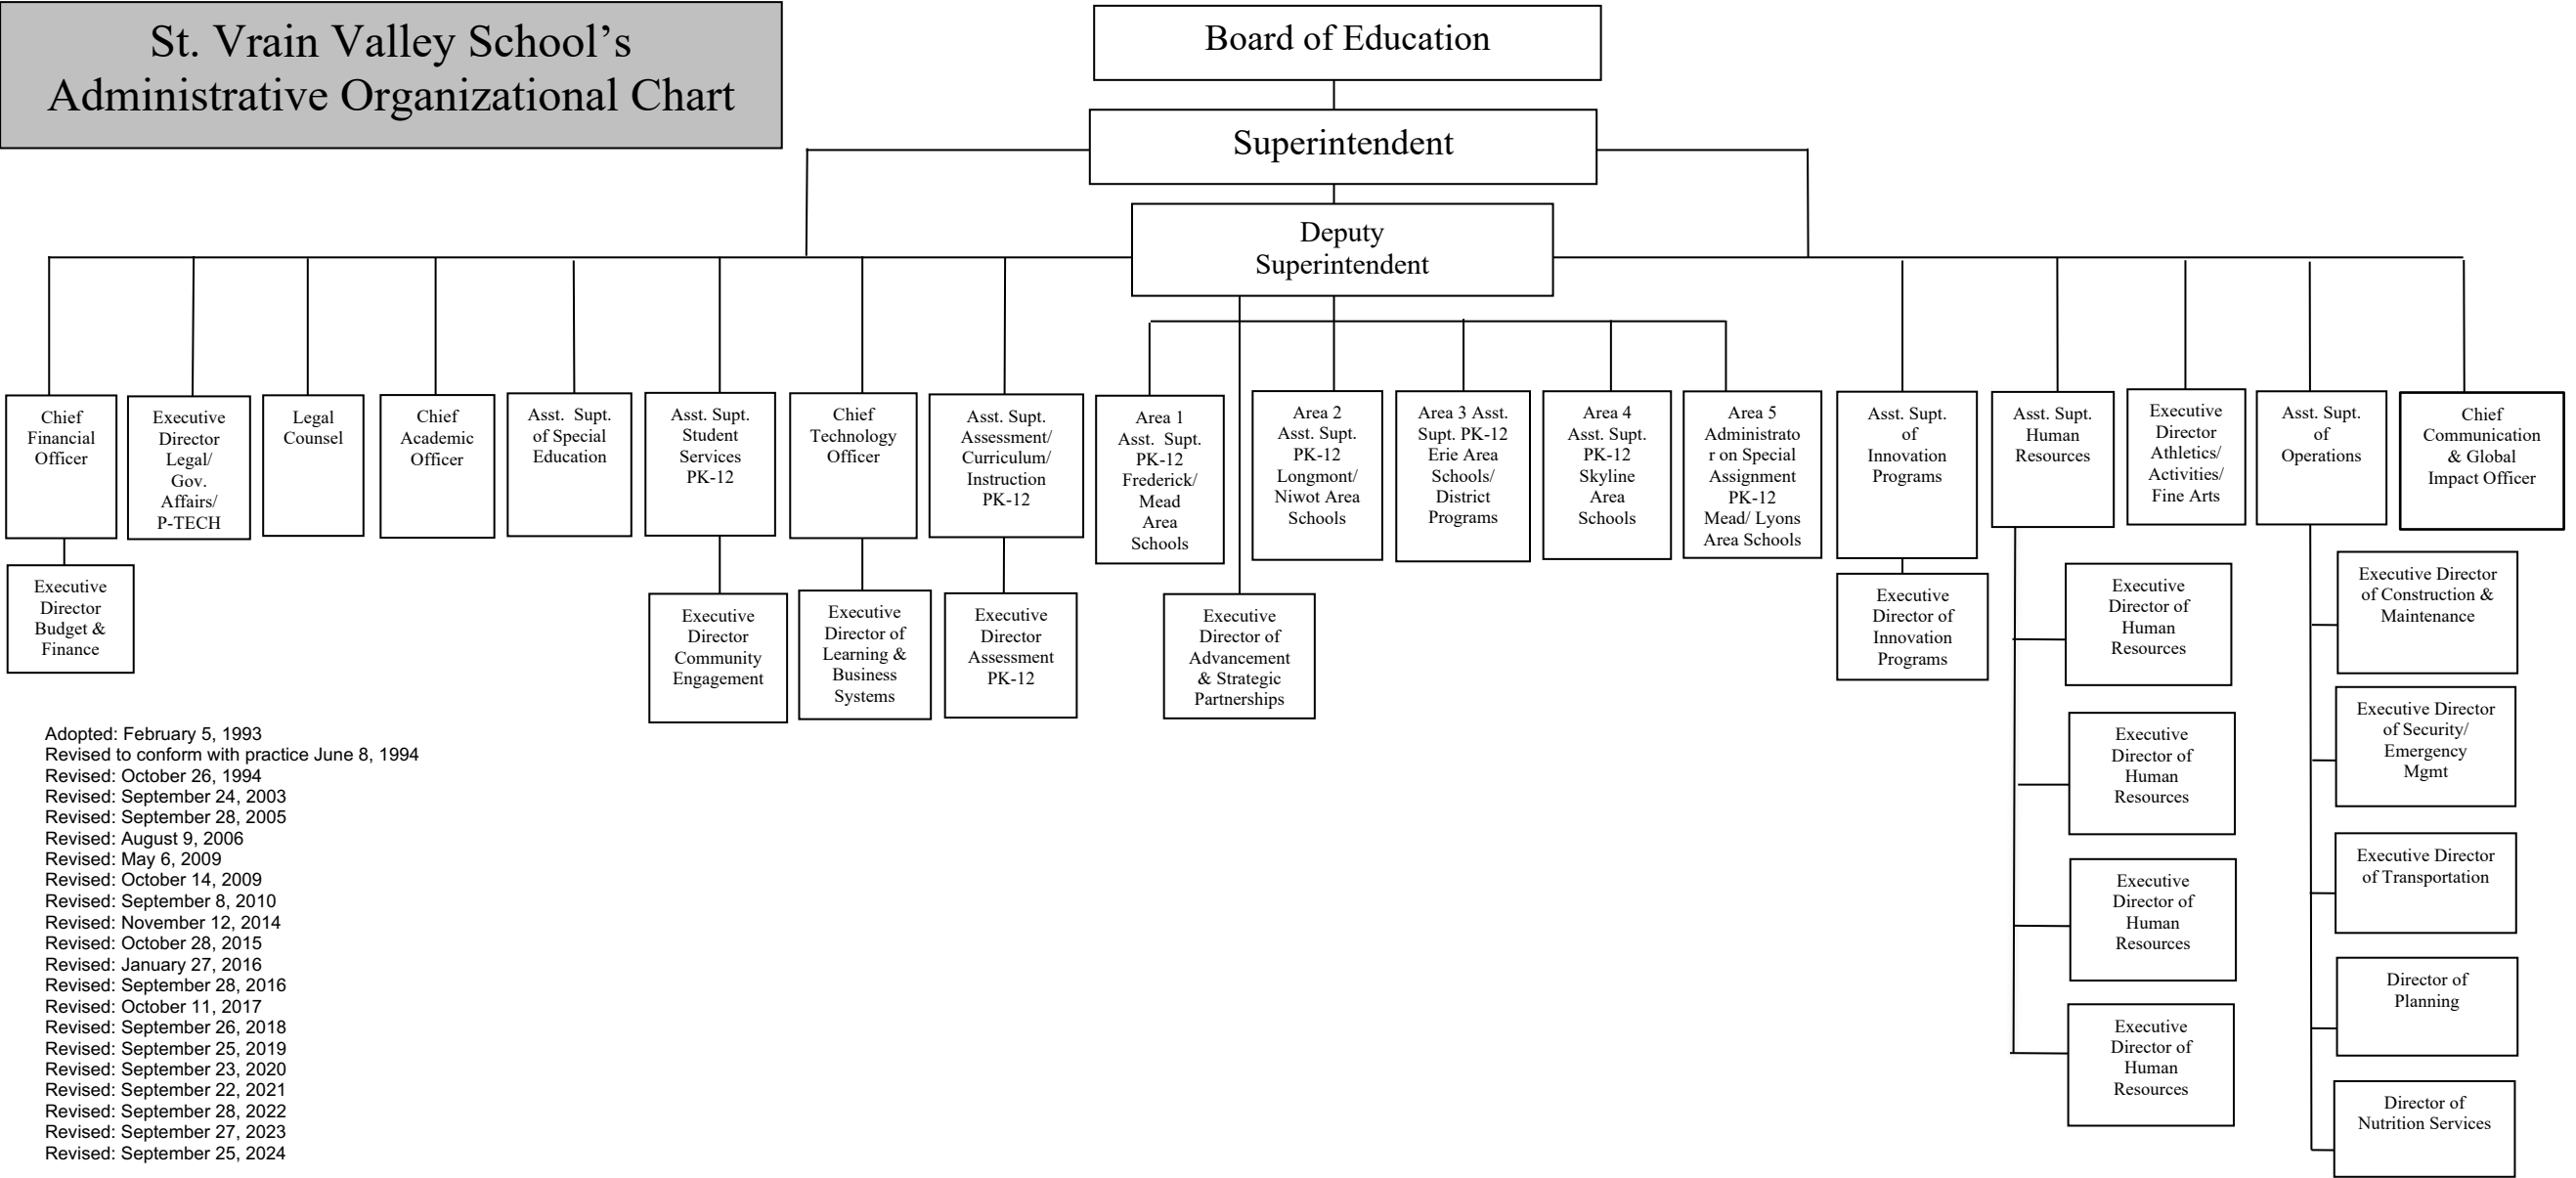 St. Vrain Valley School’s
Administrative Organizational Chart
Board of Education
Superintendent
Deputy
Superintendent
Chief
Financial
Officer
Executive
Director
Legal/
Gov.
Affairs/
P-TECH
Legal
Counsel
Chief
Academic
Officer
Asst. Supt.
of Special
Education
Asst. Supt.
Student
Services
PK-12
Chief
Technology
Officer
Asst. Supt.
Assessment/
Curriculum/
Instruction
PK-12
Area 1
Asst. Supt.
PK-12
Frederick/
Mead
Area
Schools
Area 2
Asst. Supt.
PK-12
Longmont/
Niwot Area
Schools
Area 3 Asst.
Supt. PK-12
Erie Area
Schools/
District
Programs
Area 4
Asst. Supt.
PK-12
Skyline
Area
Schools
Area 5
Administrato
r on Special
Assignment
PK-12
Mead/ Lyons
Area Schools
Asst. Supt.
of
Innovation
Programs
Asst. Supt.
Human
Resources
Executive
Director
Athletics/
Activities/
Fine Arts
Asst. Supt.
of
Operations
Chief
Communication
& Global
Impact Officer
Executive
Director
Budget &
Finance
Executive
Director
Community
Engagement
Executive
Director of
Learning &
Business
Systems
Executive
Director
Assessment
PK-12
Executive
Director of
Advancement
& Strategic
Partnerships
Executive
Director of
Innovation
Programs
Executive
Director of
Human
Resources
Executive
Director of
Human
Resources
Executive
Director of
Human
Resources
Executive
Director of
Human
Resources
Executive Director
of Construction &
Maintenance
Executive Director
of Security/
Emergency
Mgmt
Executive Director
of Transportation
Director of
Planning
Director of
Nutrition Services
Adopted: February 5, 1993
Revised to conform with practice June 8, 1994
Revised: October 26, 1994
Revised: September 24, 2003
Revised: September 28, 2005
Revised: August 9, 2006
Revised: May 6, 2009
Revised: October 14, 2009
Revised: September 8, 2010
Revised: November 12, 2014
Revised: October 28, 2015
Revised: January 27, 2016
Revised: September 28, 2016
Revised: October 11, 2017
Revised: September 26, 2018
Revised: September 25, 2019
Revised: September 23, 2020
Revised: September 22, 2021
Revised: September 28, 2022
Revised: September 27, 2023
Revised: September 25, 2024